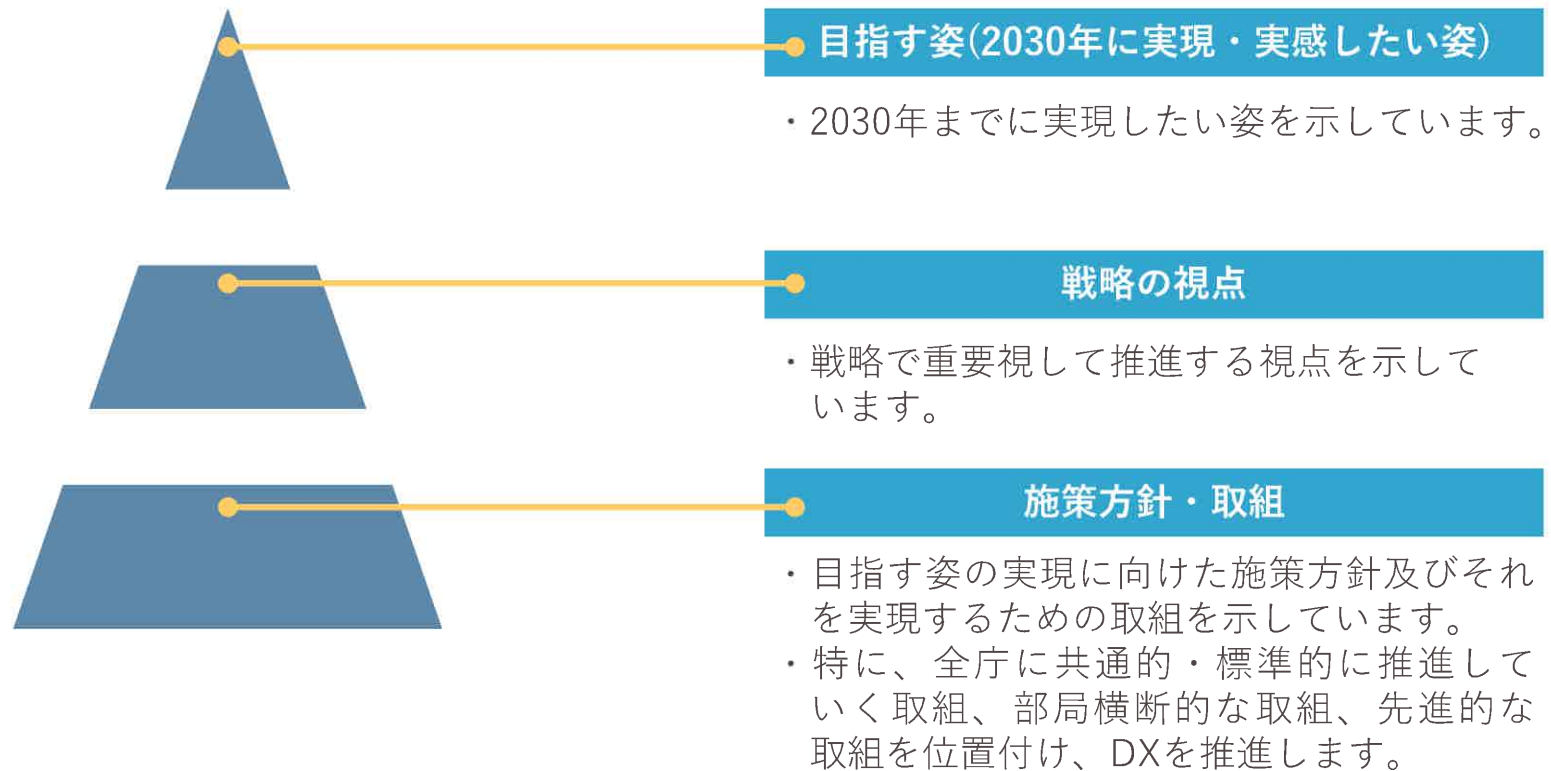 目指す姿(2030年に実現・実感したい姿)
・2030年までに実現したい姿を示しています。
戦略の視点
・戦略で重要視して推進する視点を示して
います。
施策方針・取組
・目指す姿の実現に向けた施策方針及びそれ
を実現するための取組を示しています。
・特に、全庁に共通的・標準的に推進して
いく取組、部局横断的な取組、先進的な
取組を位置付け、DXを推進します。